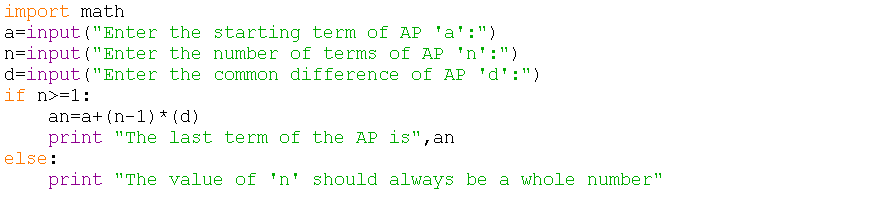 import math
a=input("Enter the starting term of AP 'a':")
n=input("Enter the number of terms of AP 'n':")
d=input("Enter the common difference of AP 'd':")
if n>=1:
    an=a+(n-1)*(d)
    print "The last term of the AP is",an
else:
    print "The value of 'n' should always be a whole number"